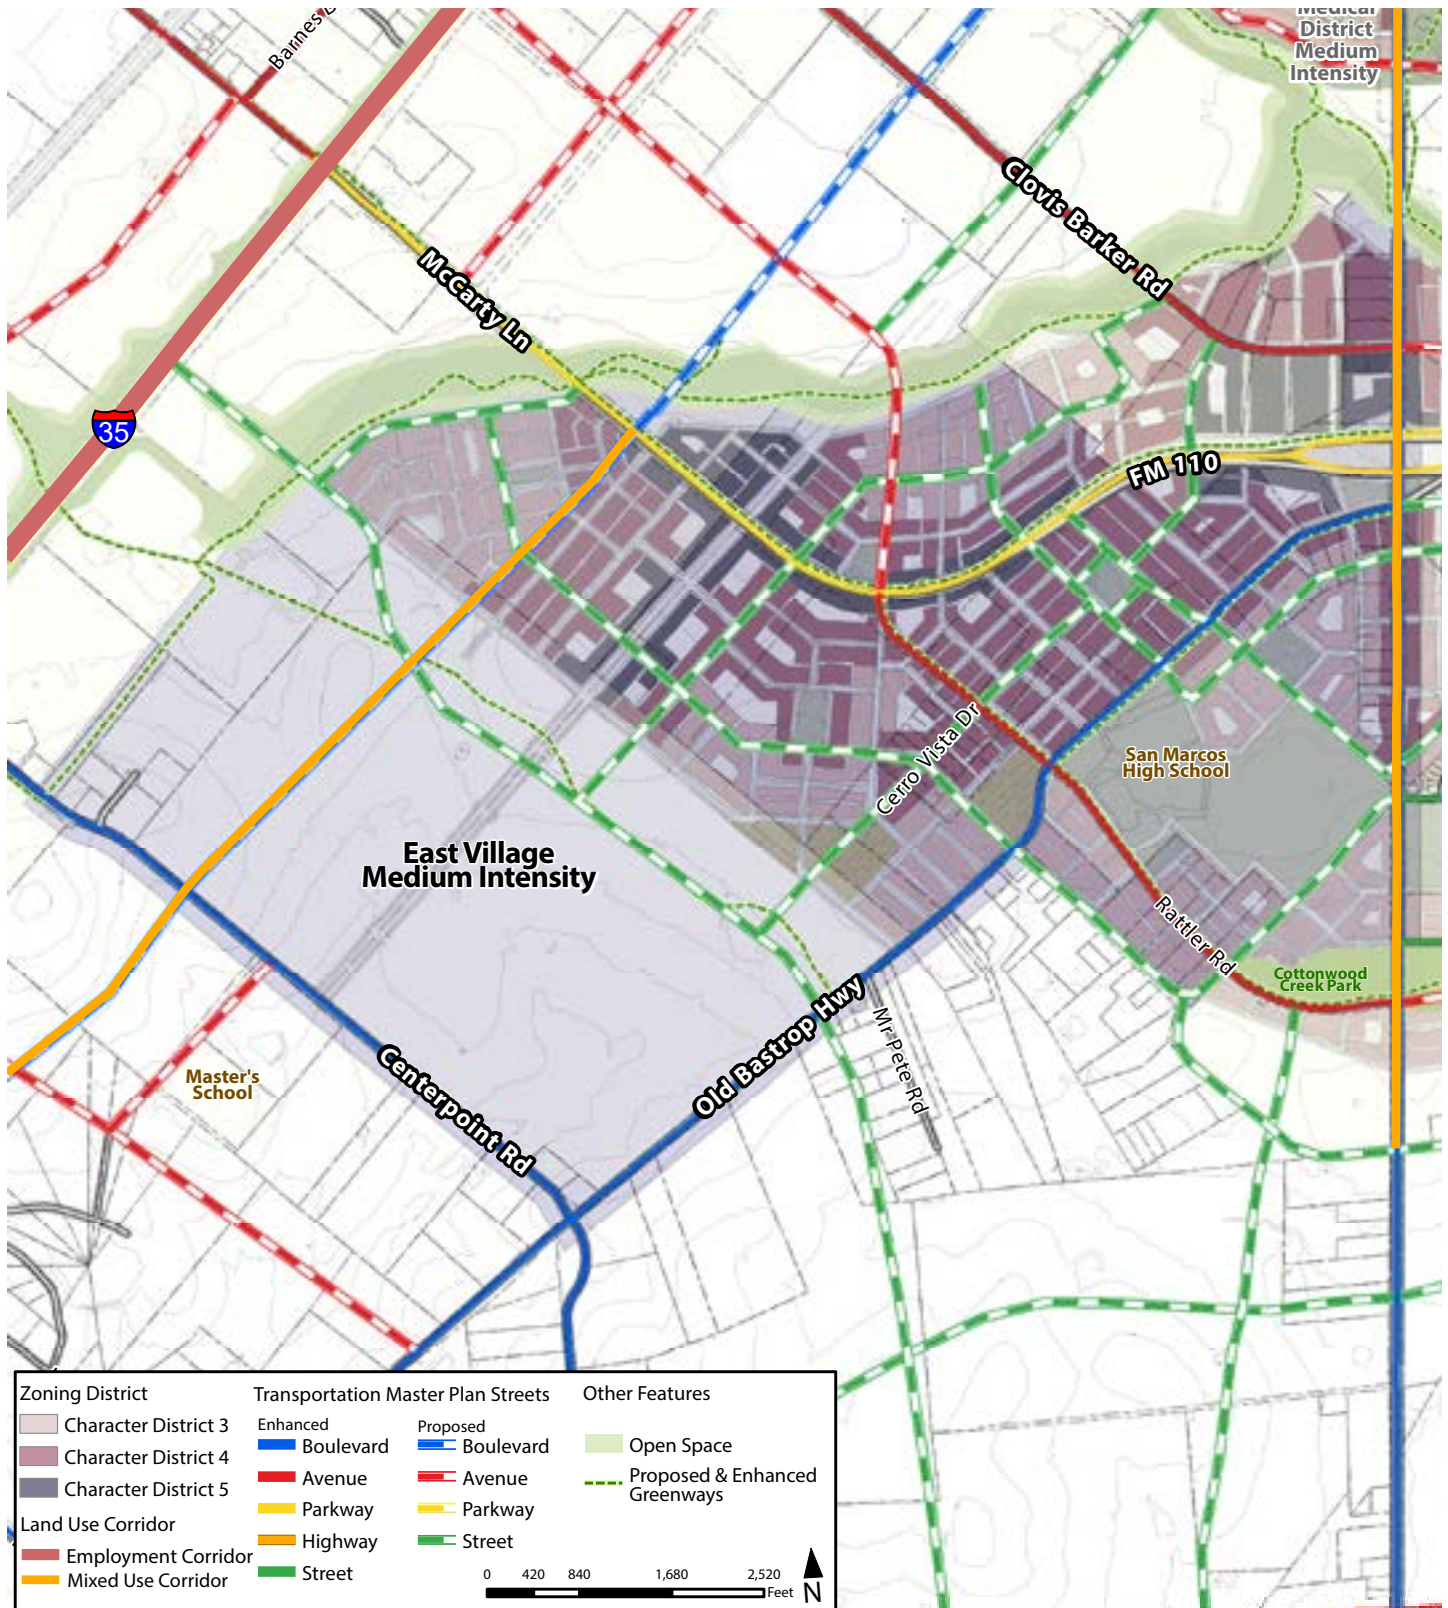 Medical
District
Medium
Intensity
Barnes
Clovis Barker Rd
McCarty Ln
35
FM 110
Cerro Vista Dr
San Marcos
High School
East Village
Medium Intensity
Rattler Rd
Cottonwood
Creek Park
Old Bastrop Hwy
Mr Pete Rd
Centerpoint Rd
Master's
School
Zoning District
Character District 3
Character District 4
Character District 5
Land Use Corridor
Employment Corridor
Mixed Use Corridor
Transportation Master Plan Streets
Enhanced
Boulevard
Avenue
Parkway
Highway
Street
Proposed
Boulevard
Avenue
Parkway
Street
Other Features
Open Space
Proposed & Enhanced
Greenways
0 420 840 1,680 2,520
Feet
N